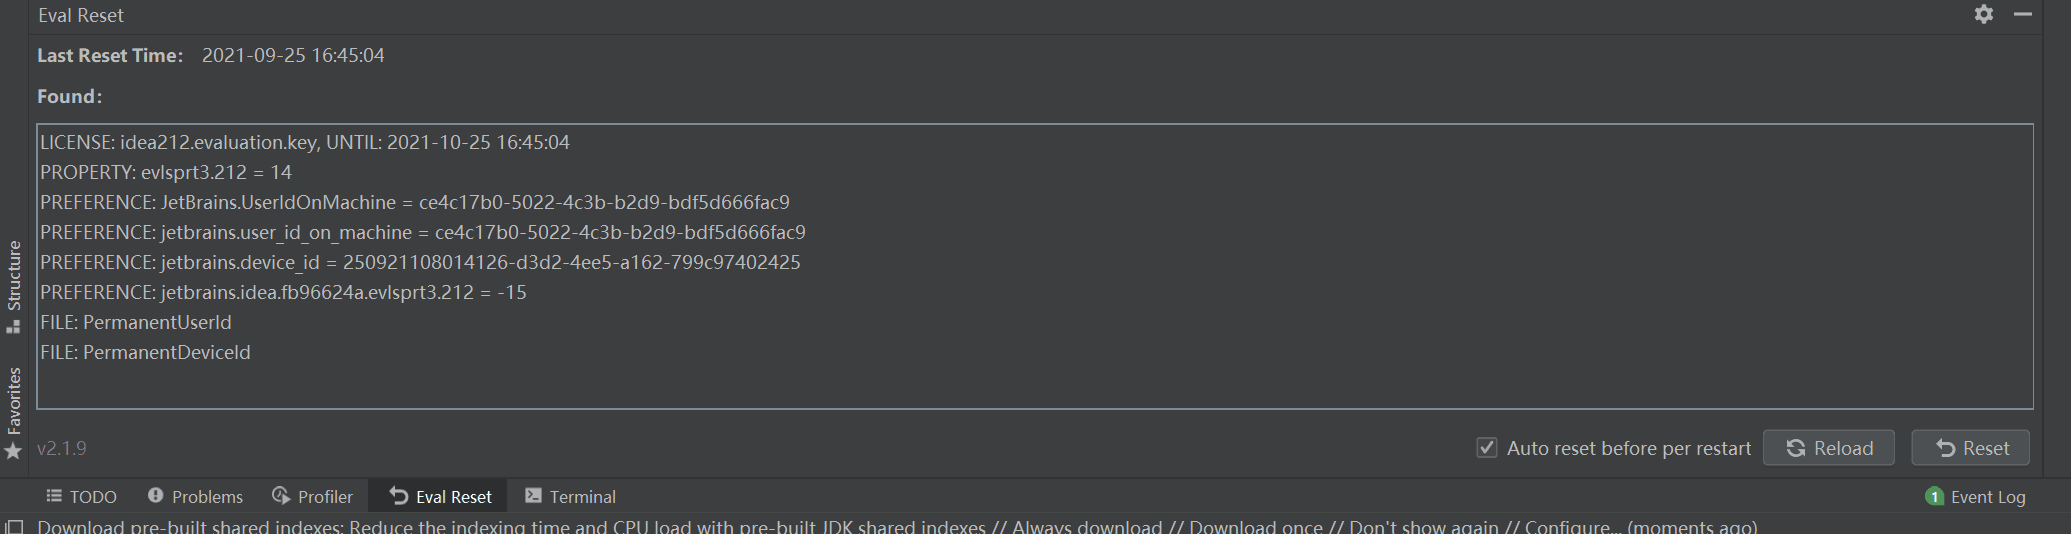 Eval Reset
Last Reset Time: 2021-09-25 16:45:04
Found:
LICENSE: idea212.evaluation.key, UNTIL: 2021-10-25 16:45:04
PROPERTY: evlsprt3.212 = 14
PREFERENCE: JetBrains.UserIdOnMachine = ce4c17b0-5022-4c3b-b2d9-bdf5d666fac9
PREFERENCE: jetbrains.user_id_on_machine = ce4c17b0-5022-4c3b-b2d9-bdf5d666fac9
PREFERENCE: jetbrains.device_id = 250921108014126-d3d2-4ee5-a162-799c97402425
PREFERENCE: jetbrains.idea.fb96624a.evlsprt3.212 = -15
FILE: PermanentUserId
FILE: PermanentDeviceId
Structure
Favorites
v2.1.9
Auto reset before per restart
Reload
Reset
TODO
Problems
Profiler
Eval Reset
Terminal
1 Event Log
Download pre-built shared indexes: Reduce the indexing time and CPU load with pre-built JDK shared indexes // Always download // Download once // Don't show again // Configure... (moments ago)